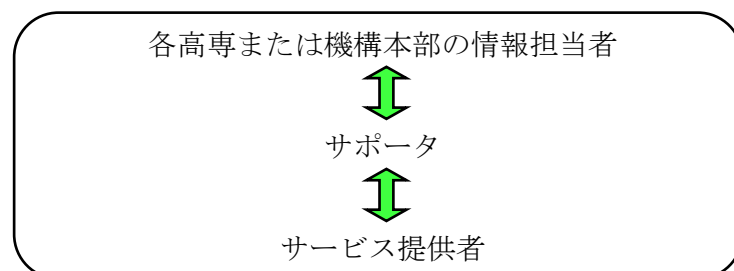 各高専または機構本部の情報担当者
サポータ
サービス提供者